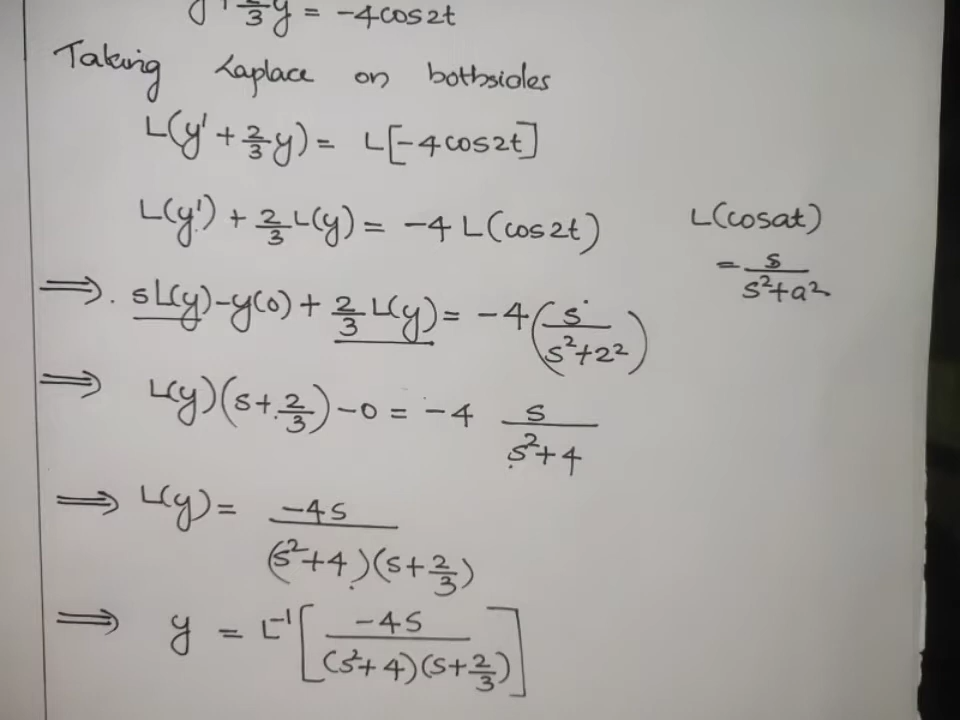 y' + 2/3 y = -4cos2t
Taking Laplace on bothsides
L(y' + 2/3 y) = L[-4cos2t]
L(y') + 2/3 L(y) = -4 L(cos2t)
L(cosat)
= s/(s²+a²)
⟹ . sL(y) - y(0) + 2/3 L(y) = -4 (s/(s²+2²))
⟹ L(y)(s + 2/3) - 0 = -4 s/(s²+4)
⟹ L(y) = -4s/((s²+4)(s+2/3))
⟹ y = L⁻¹[-4s/((s²+4)(s+2/3))]